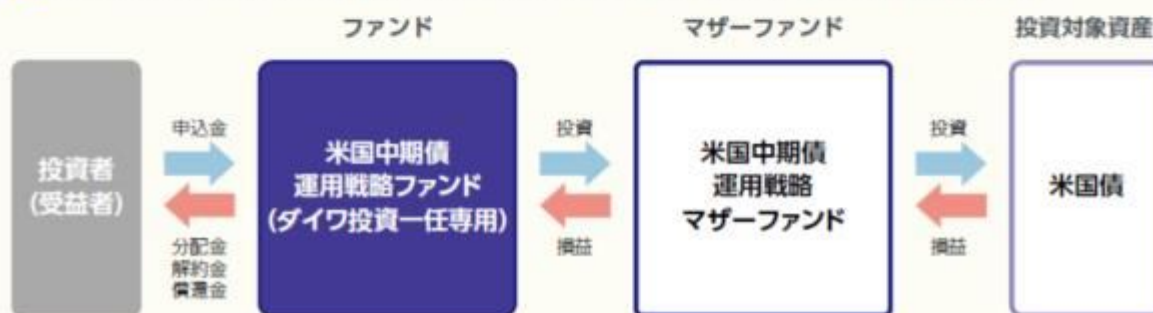 ファンド
マザーファンド
投資対象資産
投資者
(受益者)
申込金
分配金
解約金
償還金
米国中期債
運用戦略ファンド
(ダイワ投資一任専用)
投資
損益
米国中期債
運用戦略
マザーファンド
投資
損益
米国債